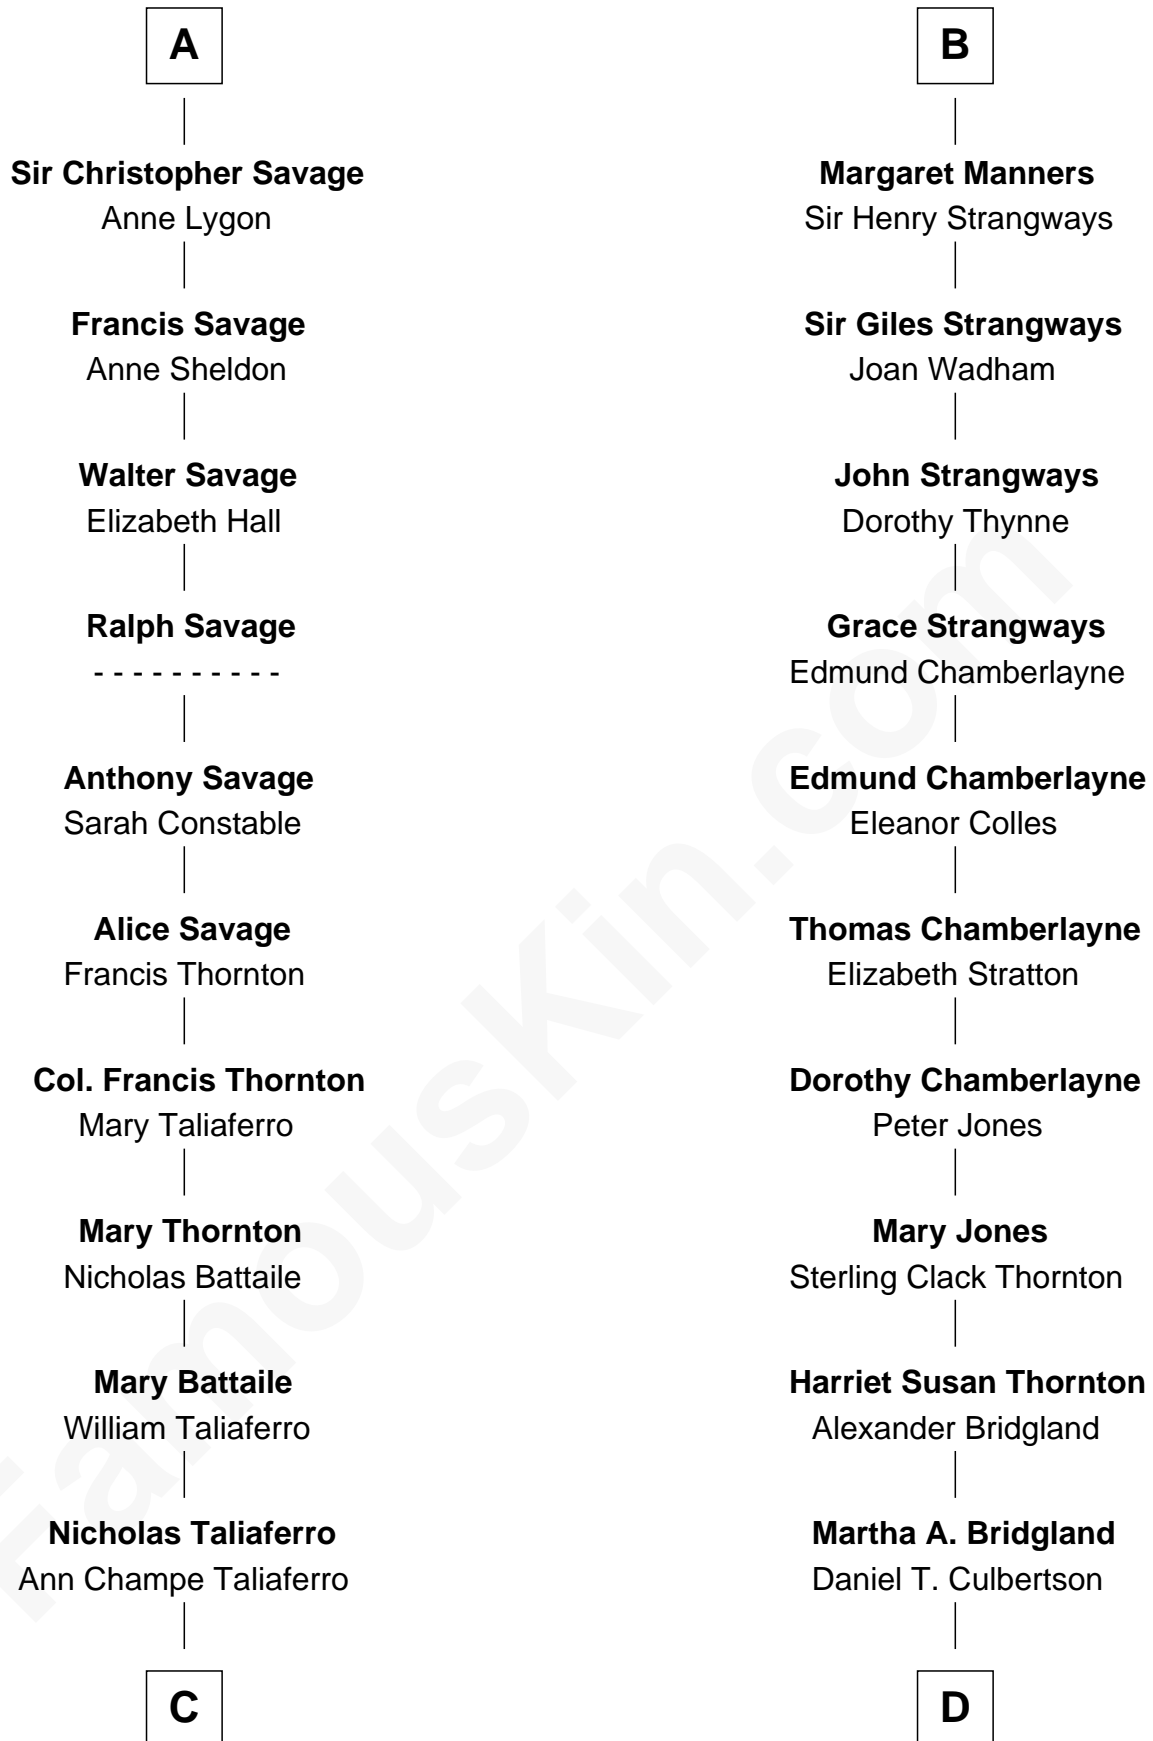 A
Sir Christopher Savage
Anne Lygon
Francis Savage
Anne Sheldon
Walter Savage
Elizabeth Hall
Ralph Savage
- - - - - - - - - -
Anthony Savage
Sarah Constable
Alice Savage
Francis Thornton
Col. Francis Thornton
Mary Taliaferro
Mary Thornton
Nicholas Battaile
Mary Battaile
William Taliaferro
Nicholas Taliaferro
Ann Champe Taliaferro
C
B
Margaret Manners
Sir Henry Strangways
Sir Giles Strangways
Joan Wadham
John Strangways
Dorothy Thynne
Grace Strangways
Edmund Chamberlayne
Edmund Chamberlayne
Eleanor Colles
Thomas Chamberlayne
Elizabeth Stratton
Dorothy Chamberlayne
Peter Jones
Mary Jones
Sterling Clack Thornton
Harriet Susan Thornton
Alexander Bridgland
Martha A. Bridgland
Daniel T. Culbertson
D
FamousKin.com